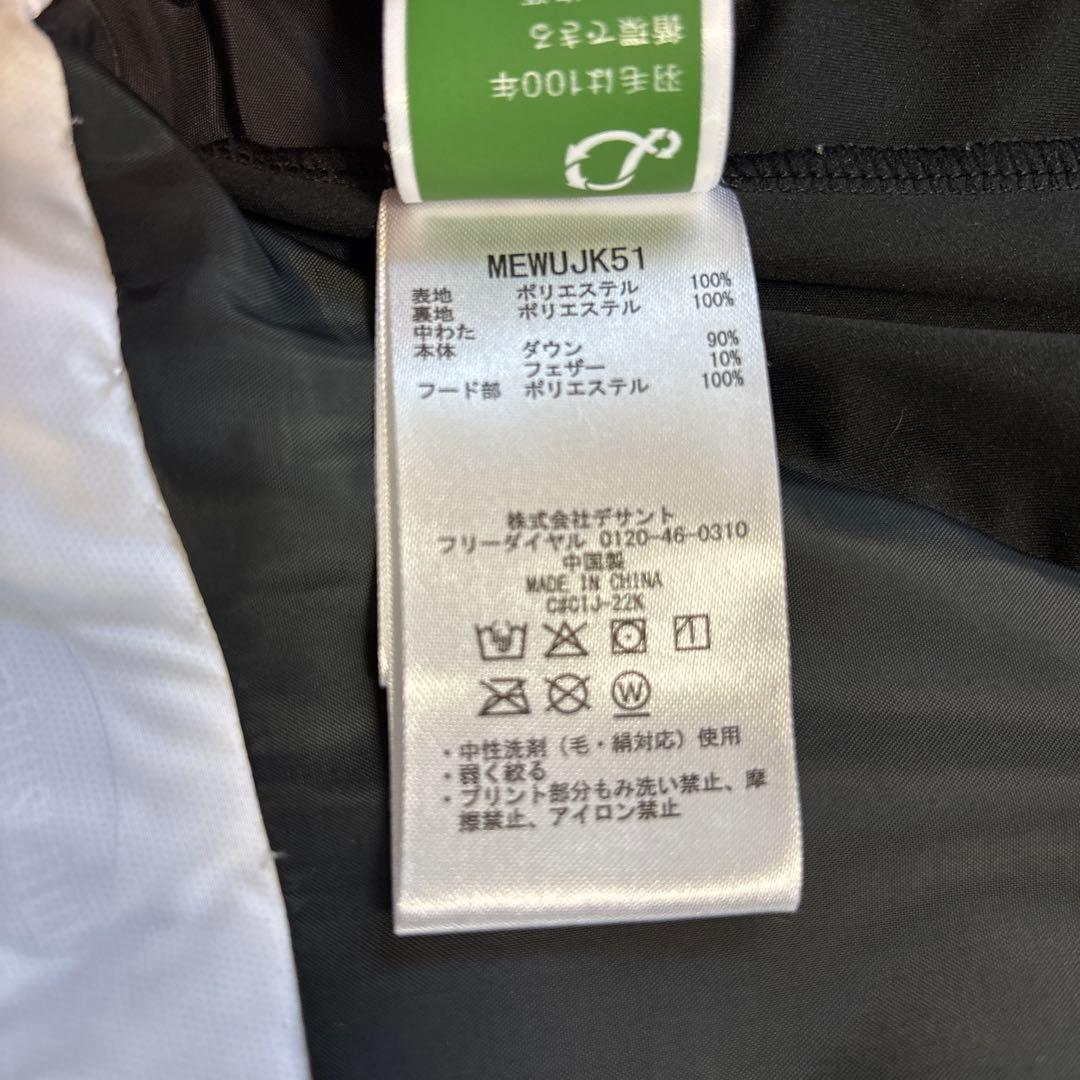 羽毛は100年
循環できる
MEWUJK51
表地 ポリエステル 100%
裏地 ポリエステル 100%
中わた
本体 ダウン 90%
フェザー 10%
フード部 ポリエステル 100%
株式会社デサント
フリーダイヤル 0120-46-0310
中国製
MADE IN CHINA
C#CIJ-22K
W
・中性洗剤（毛・絹対応）使用
・弱く絞る
・プリント部分もみ洗い禁止、摩
擦禁止、アイロン禁止